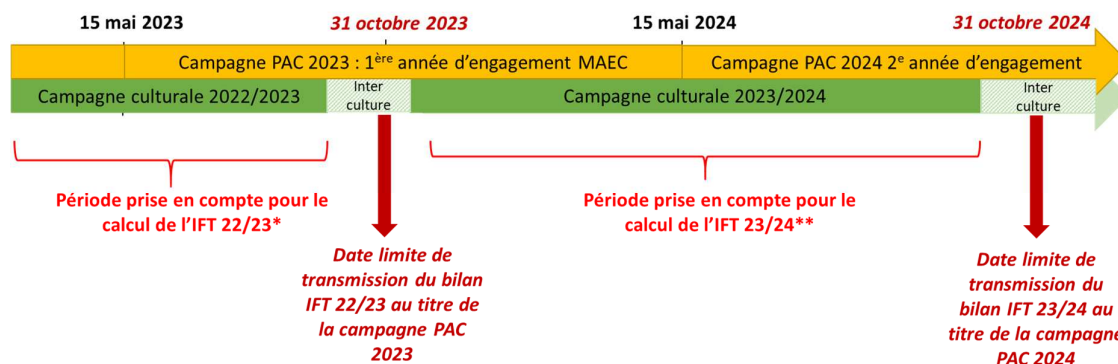 15 mai 2023
31 octobre 2023
15 mai 2024
31 octobre 2024
Campagne PAC 2023 : 1ère année d'engagement MAEC
Campagne PAC 2024 2e année d'engagement
Campagne culturale 2022/2023
Inter
culture
Campagne culturale 2023/2024
Inter
culture
Période prise en compte pour le
calcul de l'IFT 22/23*
Période prise en compte pour le
calcul de l'IFT 23/24**
Date limite de
transmission du bilan
IFT 22/23 au titre de
la campagne PAC
2023
Date limite de
transmission du
bilan IFT 23/24 au
titre de la campagne
PAC 2024